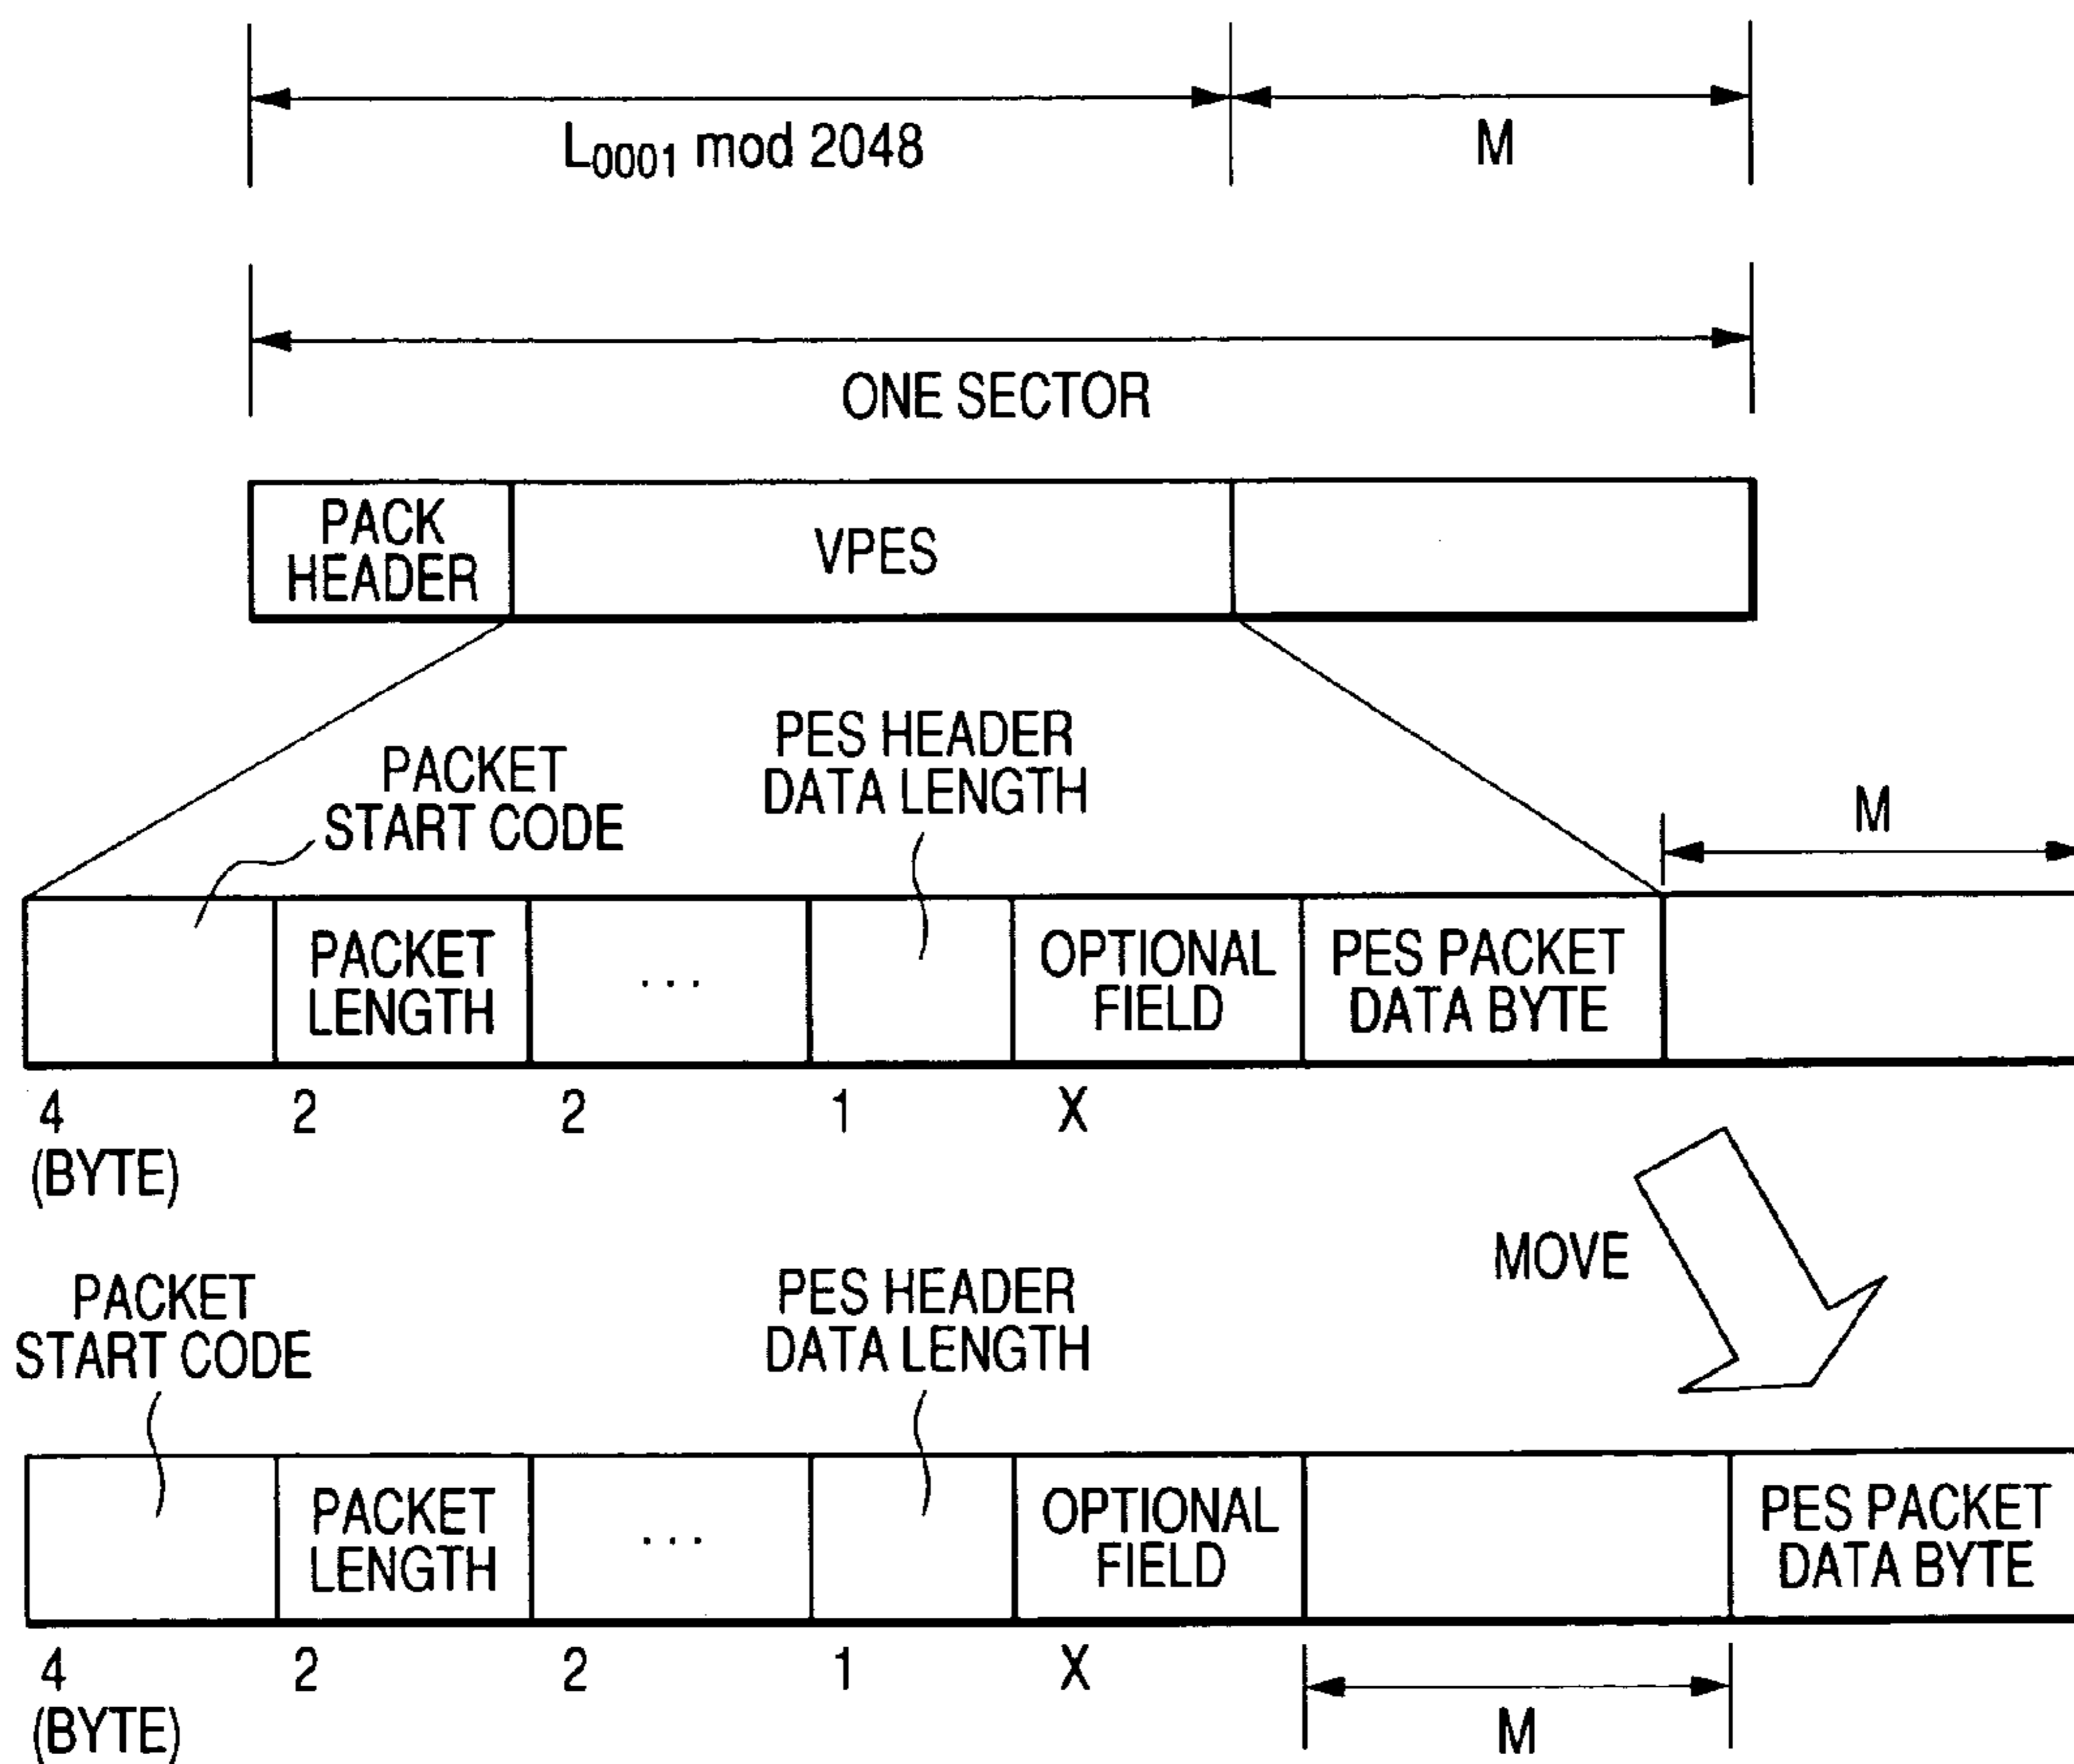 L0001 mod 2048
M
ONE SECTOR
PACK
HEADER
VPES
PES HEADER
DATA LENGTH
PACKET
START CODE
M
PACKET
LENGTH
...
OPTIONAL
FIELD
PES PACKET
DATA BYTE
4
2
2
1
X
(BYTE)
MOVE
PACKET
START CODE
PES HEADER
DATA LENGTH
PACKET
LENGTH
...
OPTIONAL
FIELD
PES PACKET
DATA BYTE
4
2
2
1
X
(BYTE)
M